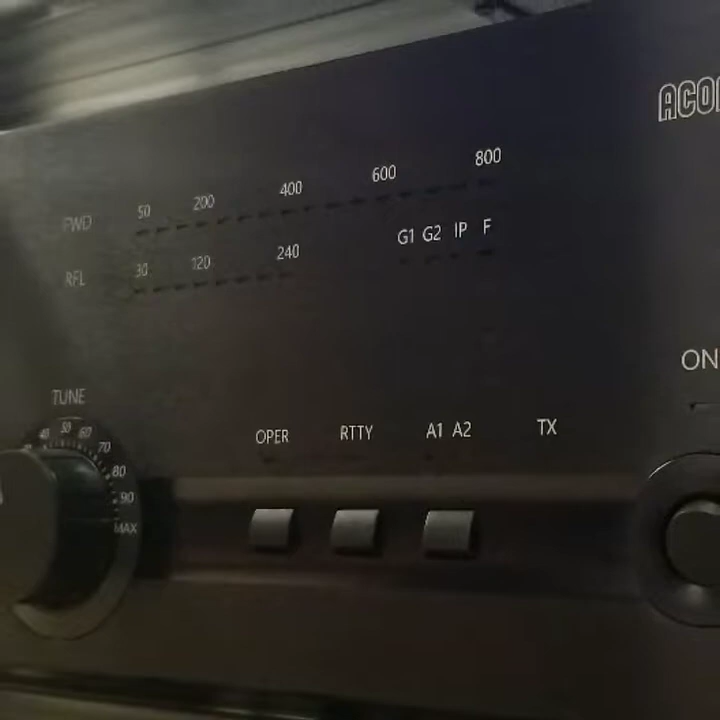 ACO
FWD 50 200 400 600 800
RFL 30 120 240 G1 G2 IP F
ON
TUNE
40 50 60 70 80 90 MAX
OPER RTTY A1 A2 TX